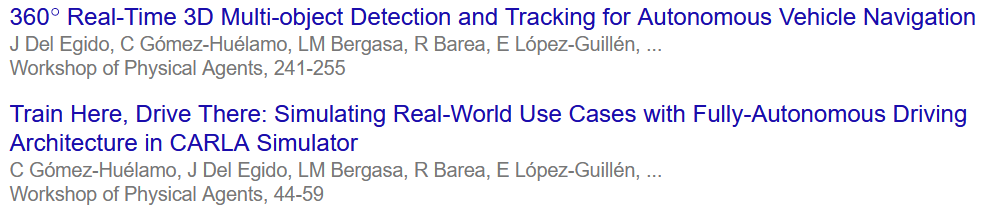 360° Real-Time 3D Multi-object Detection and Tracking for Autonomous Vehicle Navigation
J Del Egido, C Gómez-Huélamo, LM Bergasa, R Barea, E López-Guillén, ...
Workshop of Physical Agents, 241-255
Train Here, Drive There: Simulating Real-World Use Cases with Fully-Autonomous Driving
Architecture in CARLA Simulator
C Gómez-Huélamo, J Del Egido, LM Bergasa, R Barea, E López-Guillén, ...
Workshop of Physical Agents, 44-59